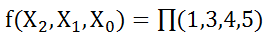 f(X₂,X₁,X₀) = ∏(1,3,4,5)